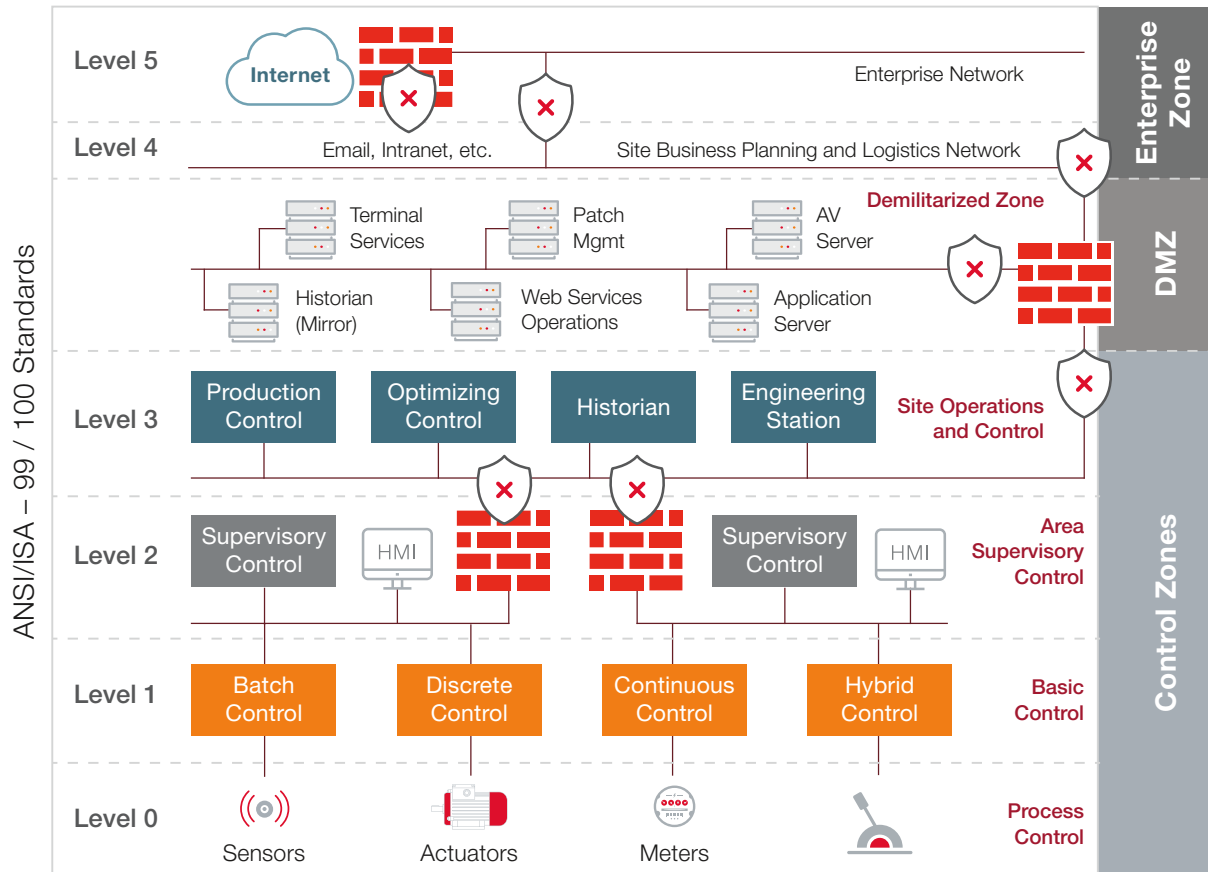 ANSI/ISA – 99 / 100 Standards
Level 5
Internet
Enterprise Network
Enterprise
Zone
Level 4
Email, Intranet, etc.
Site Business Planning and Logistics Network
Demilitarized Zone
DMZ
Terminal
Services
Patch
Mgmt
AV
Server
Historian
(Mirror)
Web Services
Operations
Application
Server
Level 3
Production
Control
Optimizing
Control
Historian
Engineering
Station
Site Operations
and Control
Control Zones
Level 2
Supervisory
Control
HMI
Supervisory
Control
HMI
Area
Supervisory
Control
Level 1
Batch
Control
Discrete
Control
Continuous
Control
Hybrid
Control
Basic
Control
Level 0
Sensors
Actuators
Meters
Process
Control